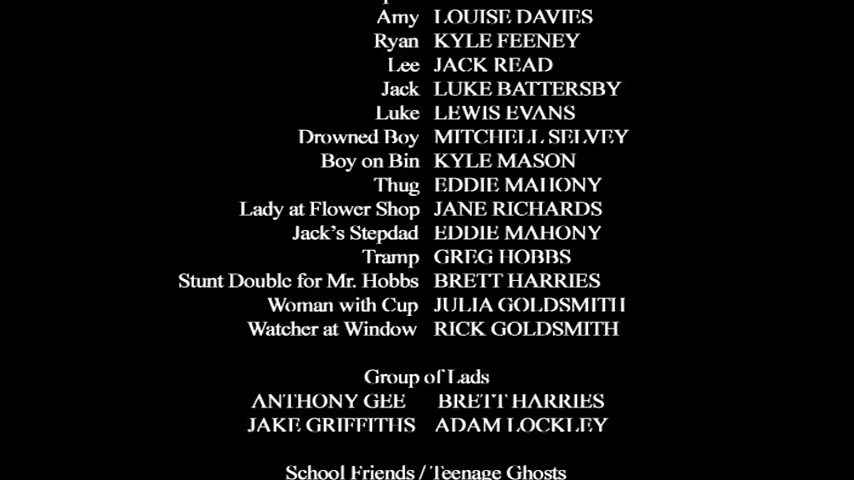 Amy LOUISE DAVIES
Ryan KYLE FEENEY
Lee JACK READ
Jack LUKE BATTERSBY
Luke LEWIS EVANS
Drowned Boy MITCHELL SELVEY
Boy on Bin KYLE MASON
Thug EDDIE MAHONY
Lady at Flower Shop JANE RICHARDS
Jack's Stepdad EDDIE MAHONY
Tramp GREG HOBBS
Stunt Double for Mr. Hobbs BRETT HARRIES
Woman with Cup JULIA GOLDSMITH
Watcher at Window RICK GOLDSMITH
Group of Lads
ANTHONY GEE BRETT HARRIES
JAKE GRIFFITHS ADAM LOCKLEY
School Friends / Teenage Ghosts